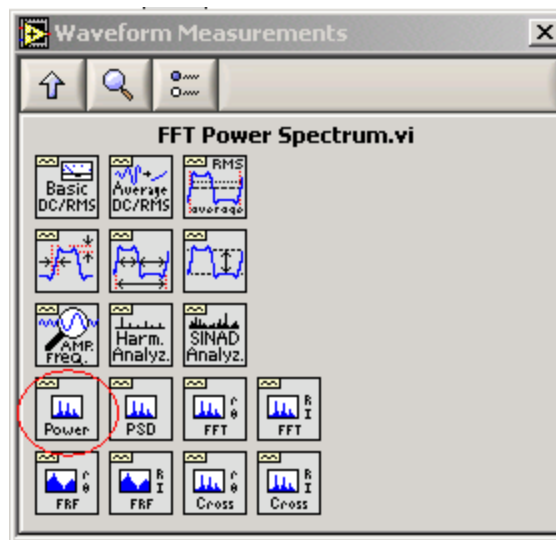 Waveform Measurements
FFT Power Spectrum.vi
Basic DC/RMS
Average DC/RMS
RMS average
AMP. FREQ.
Harm. Analyz.
SINAD Analyz.
Power
PSD
FFT r θ
FFT R I
FRF r θ
FRF R I
Cross r θ
Cross R I